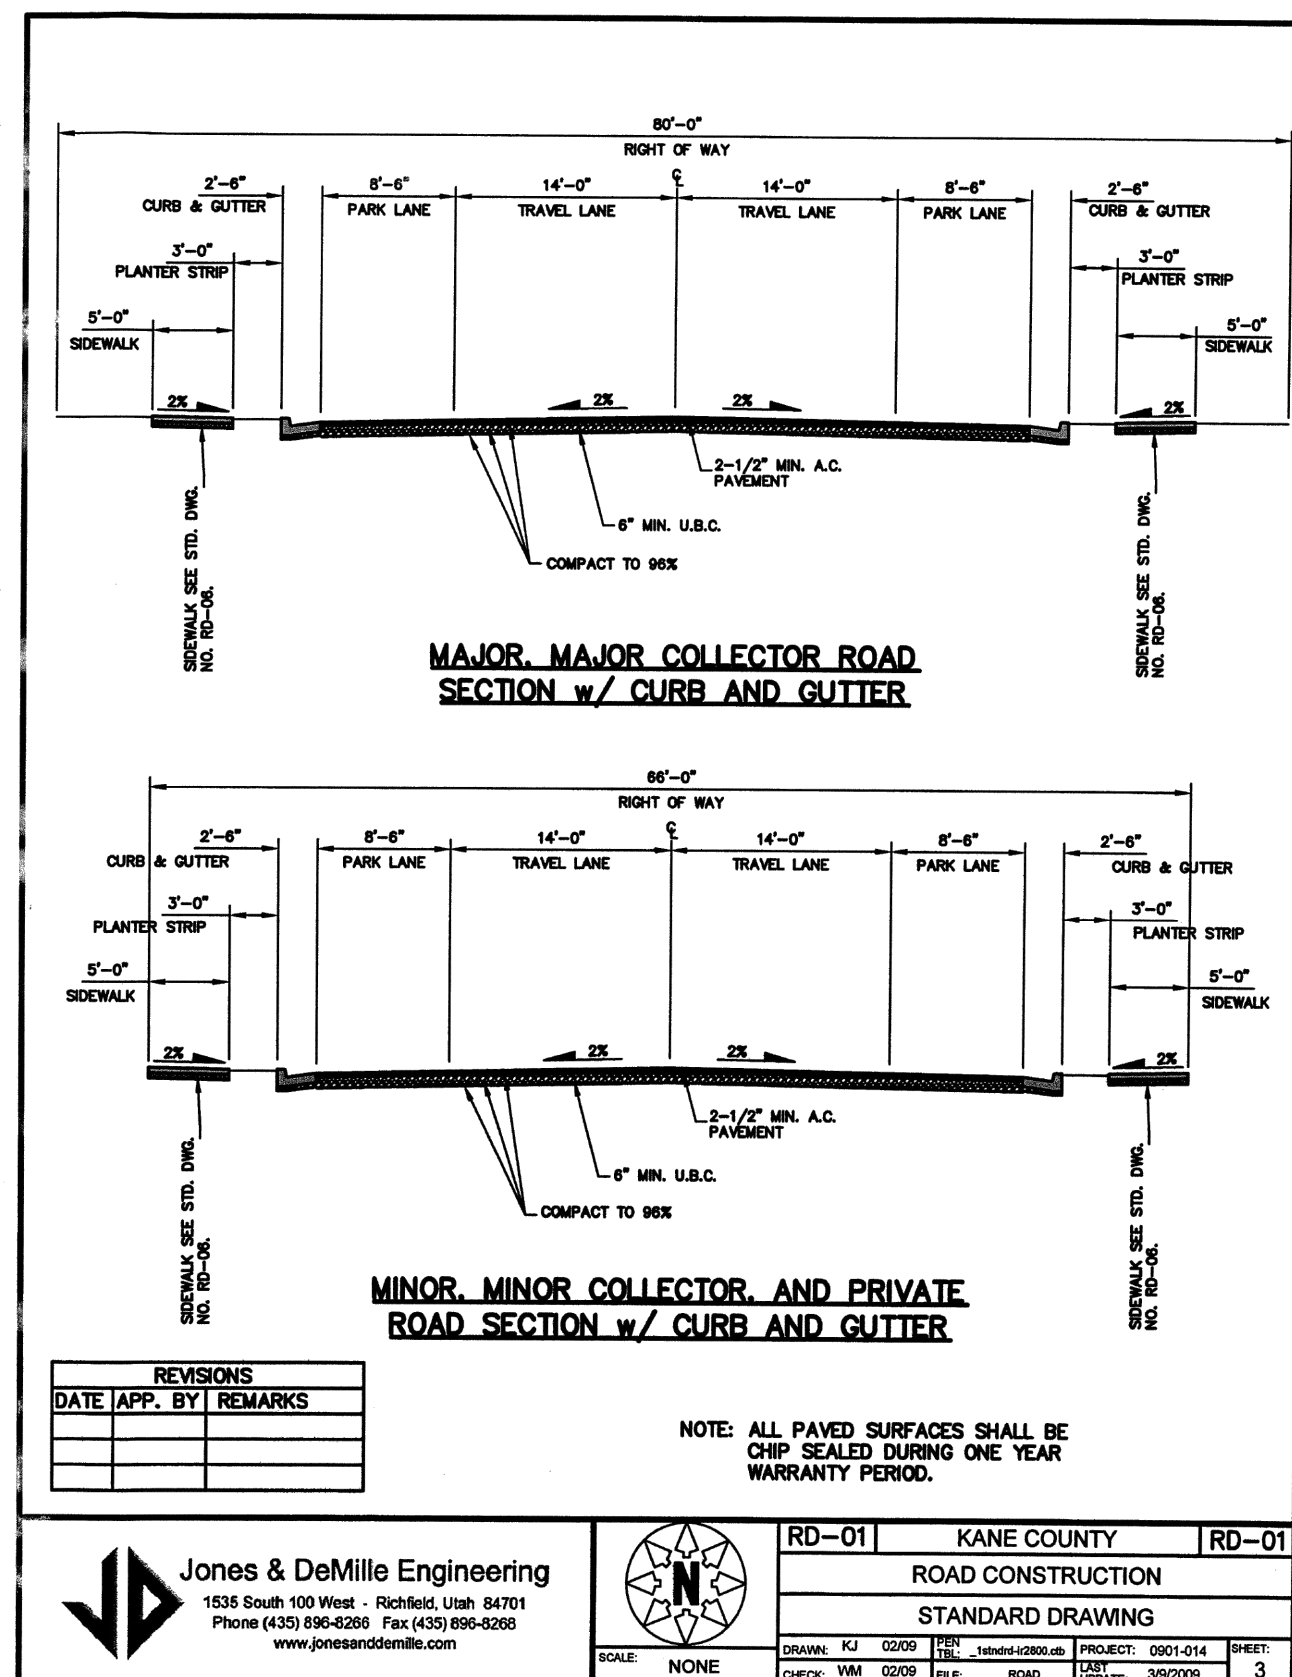 80'-0"
RIGHT OF WAY
2'-6"
CURB & GUTTER
8'-6"
PARK LANE
14'-0"
TRAVEL LANE
℄
14'-0"
TRAVEL LANE
8'-6"
PARK LANE
2'-6"
CURB & GUTTER
3'-0"
PLANTER STRIP
3'-0"
PLANTER STRIP
5'-0"
SIDEWALK
5'-0"
SIDEWALK
2%
2%
2%
2%
2-1/2" MIN. A.C.
PAVEMENT
6" MIN. U.B.C.
COMPACT TO 96%
SIDEWALK SEE STD. DWG.
NO. RD-06.
SIDEWALK SEE STD. DWG.
NO. RD-06.
MAJOR, MAJOR COLLECTOR ROAD
SECTION w/ CURB AND GUTTER
66'-0"
RIGHT OF WAY
2'-6"
CURB & GUTTER
8'-6"
PARK LANE
14'-0"
TRAVEL LANE
℄
14'-0"
TRAVEL LANE
8'-6"
PARK LANE
2'-6"
CURB & GUTTER
3'-0"
PLANTER STRIP
3'-0"
PLANTER STRIP
5'-0"
SIDEWALK
5'-0"
SIDEWALK
2%
2%
2%
2%
2-1/2" MIN. A.C.
PAVEMENT
6" MIN. U.B.C.
COMPACT TO 96%
SIDEWALK SEE STD. DWG.
NO. RD-06.
SIDEWALK SEE STD. DWG.
NO. RD-06.
MINOR, MINOR COLLECTOR, AND PRIVATE
ROAD SECTION w/ CURB AND GUTTER
REVISIONS
DATE APP. BY REMARKS
NOTE: ALL PAVED SURFACES SHALL BE
CHIP SEALED DURING ONE YEAR
WARRANTY PERIOD.
JD
Jones & DeMille Engineering
1535 South 100 West - Richfield, Utah 84701
Phone (435) 896-8266 Fax (435) 896-8268
www.jonesanddemille.com
N
SCALE: NONE
RD-01 KANE COUNTY RD-01
ROAD CONSTRUCTION
STANDARD DRAWING
DRAWN: KJ 02/09 PEN TBL: _1stndrd-ir2800.ctb PROJECT: 0901-014 SHEET:
CHECK: WM 02/09 FILE: ROAD LAST UPDATE: 3/9/2009 3